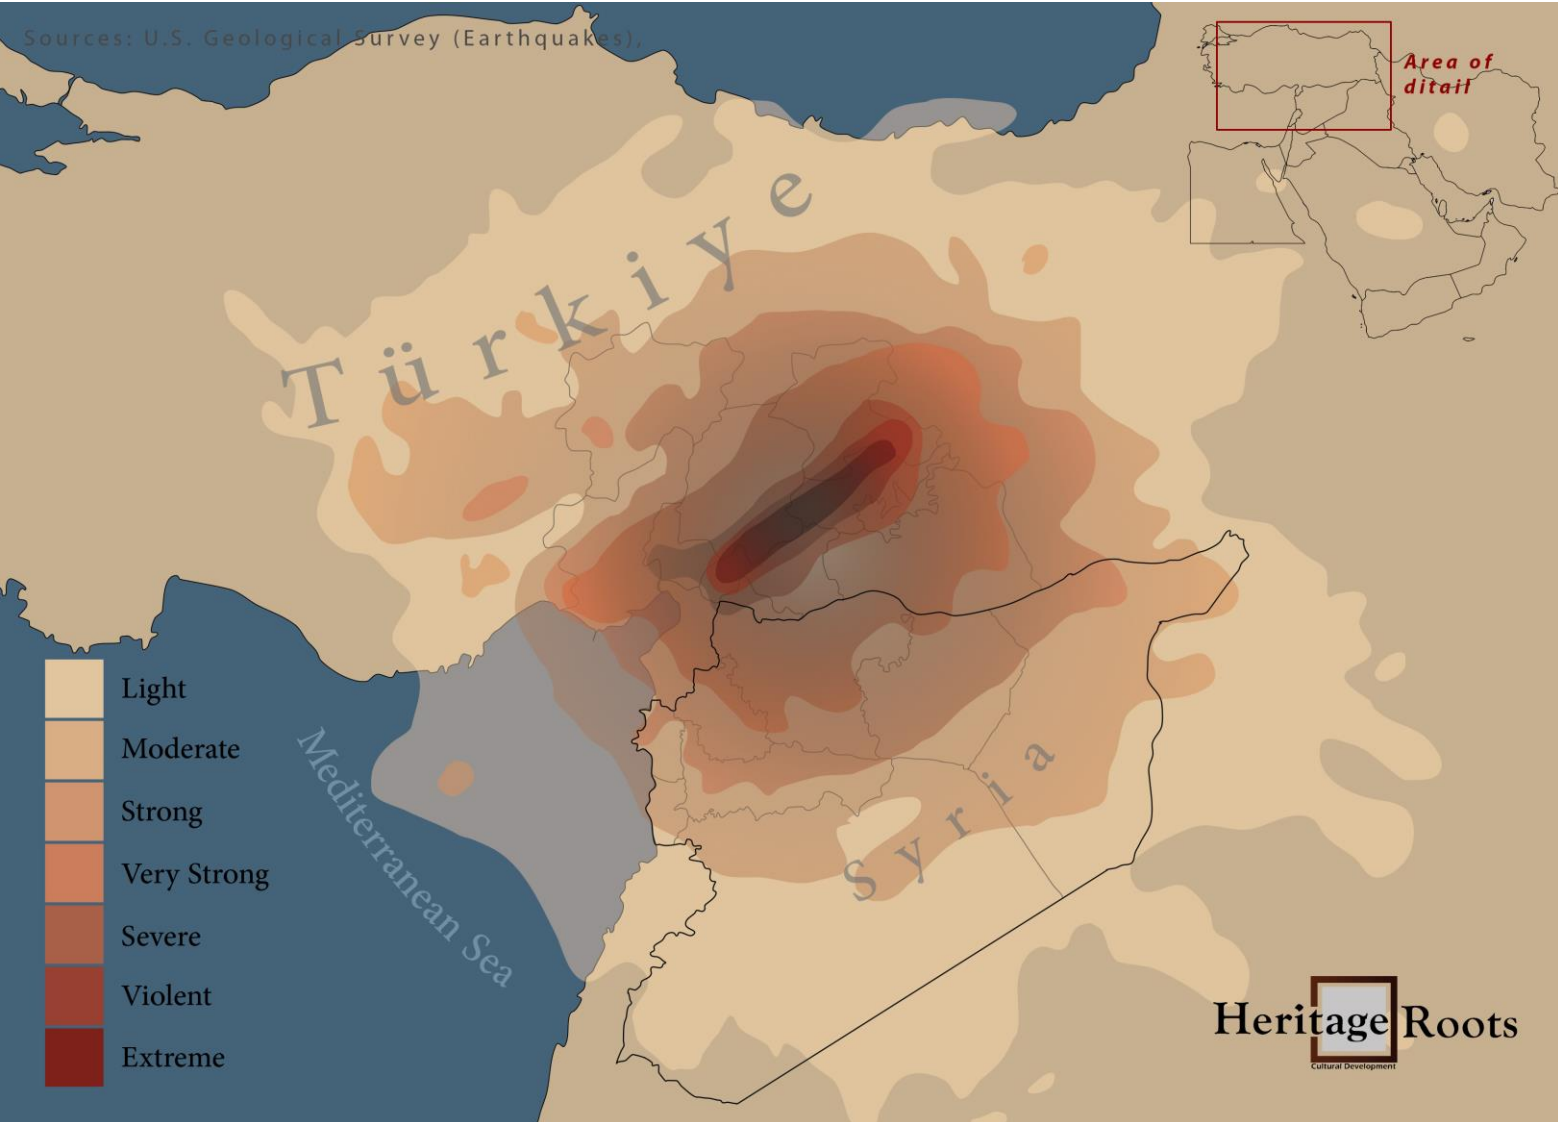 Sources: U.S. Geological Survey (Earthquakes),
Area of
ditail
Türkiye
Light
Moderate
Strong
Very Strong
Severe
Violent
Extreme
Mediterranean Sea
Syria
Heritage Roots
Cultural Development